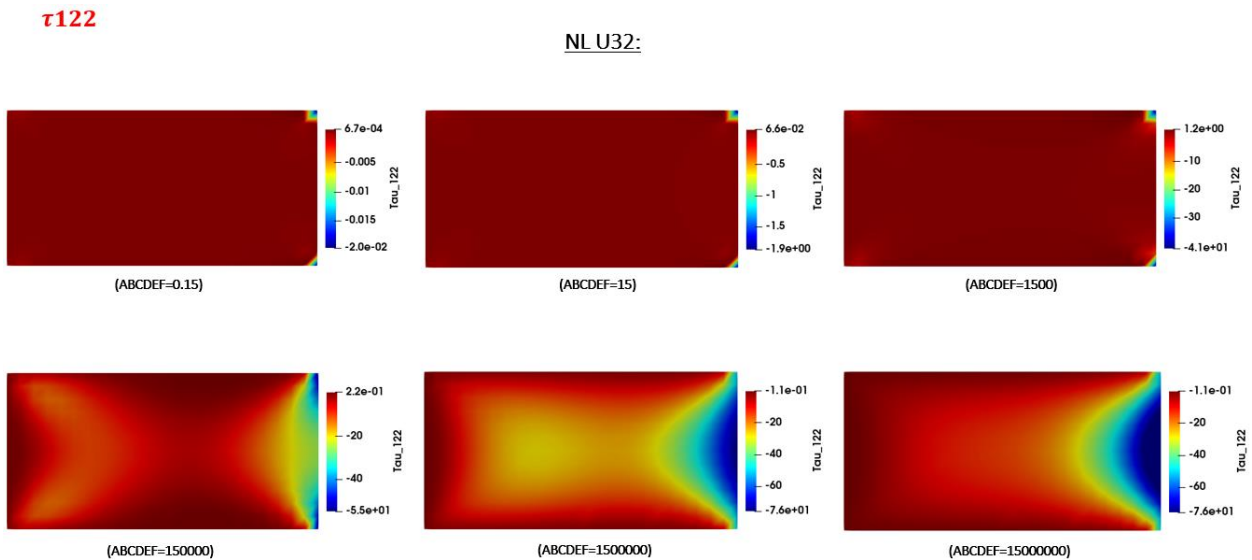 τ122
NL U32:
6.7e-04
-0.005
-0.01
-0.015
-2.0e-02
Tau_122
(ABCDEF=0.15)
6.6e-02
-0.5
-1
-1.5
-1.9e+00
Tau_122
(ABCDEF=15)
1.2e+00
-10
-20
-30
-4.1e+01
Tau_122
(ABCDEF=1500)
2.2e-01
-20
-40
-5.5e+01
Tau_122
(ABCDEF=150000)
-1.1e-01
-20
-40
-60
-7.6e+01
Tau_122
(ABCDEF=1500000)
-1.1e-01
-20
-40
-60
-7.6e+01
Tau_122
(ABCDEF=15000000)